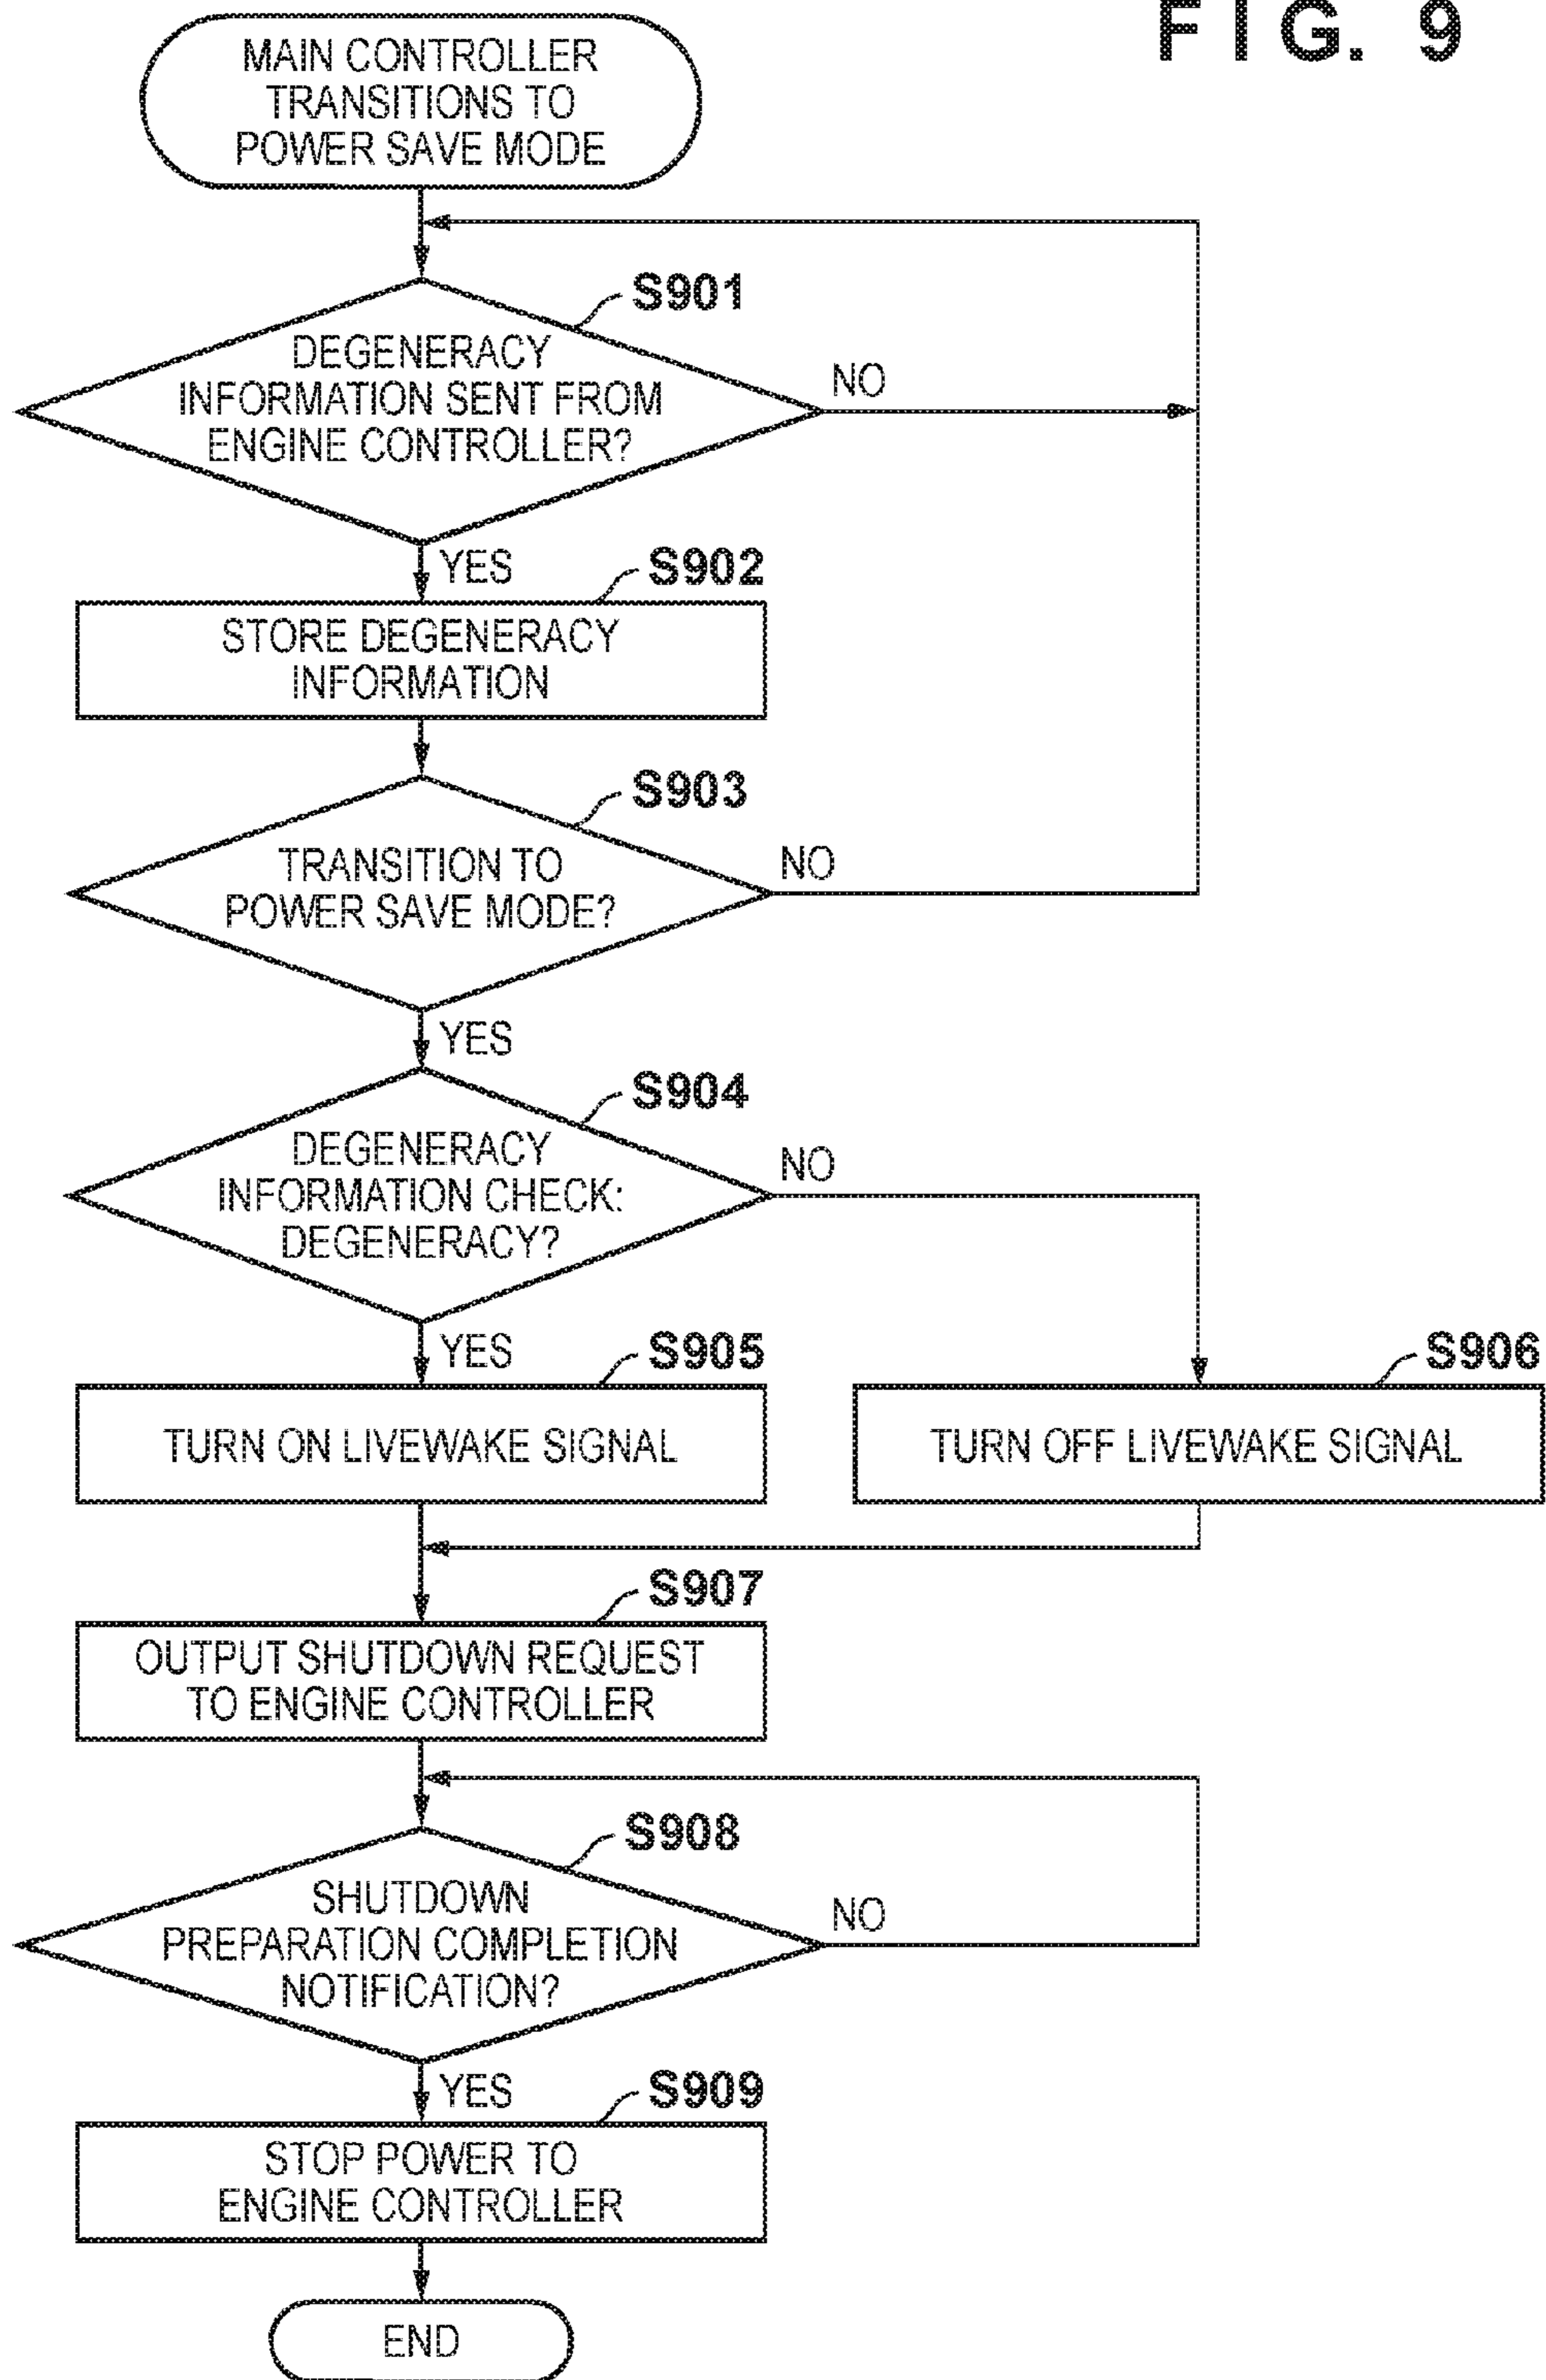 FIG. 9
MAIN CONTROLLER
TRANSITIONS TO
POWER SAVE MODE
S901
DEGENERACY
INFORMATION SENT FROM
ENGINE CONTROLLER?
NO
YES
S902
STORE DEGENERACY
INFORMATION
S903
TRANSITION TO
POWER SAVE MODE?
NO
YES
S904
DEGENERACY
INFORMATION CHECK:
DEGENERACY?
NO
YES
S905
TURN ON LIVEWAKE SIGNAL
S906
TURN OFF LIVEWAKE SIGNAL
S907
OUTPUT SHUTDOWN REQUEST
TO ENGINE CONTROLLER
S908
SHUTDOWN
PREPARATION COMPLETION
NOTIFICATION?
NO
YES
S909
STOP POWER TO
ENGINE CONTROLLER
END